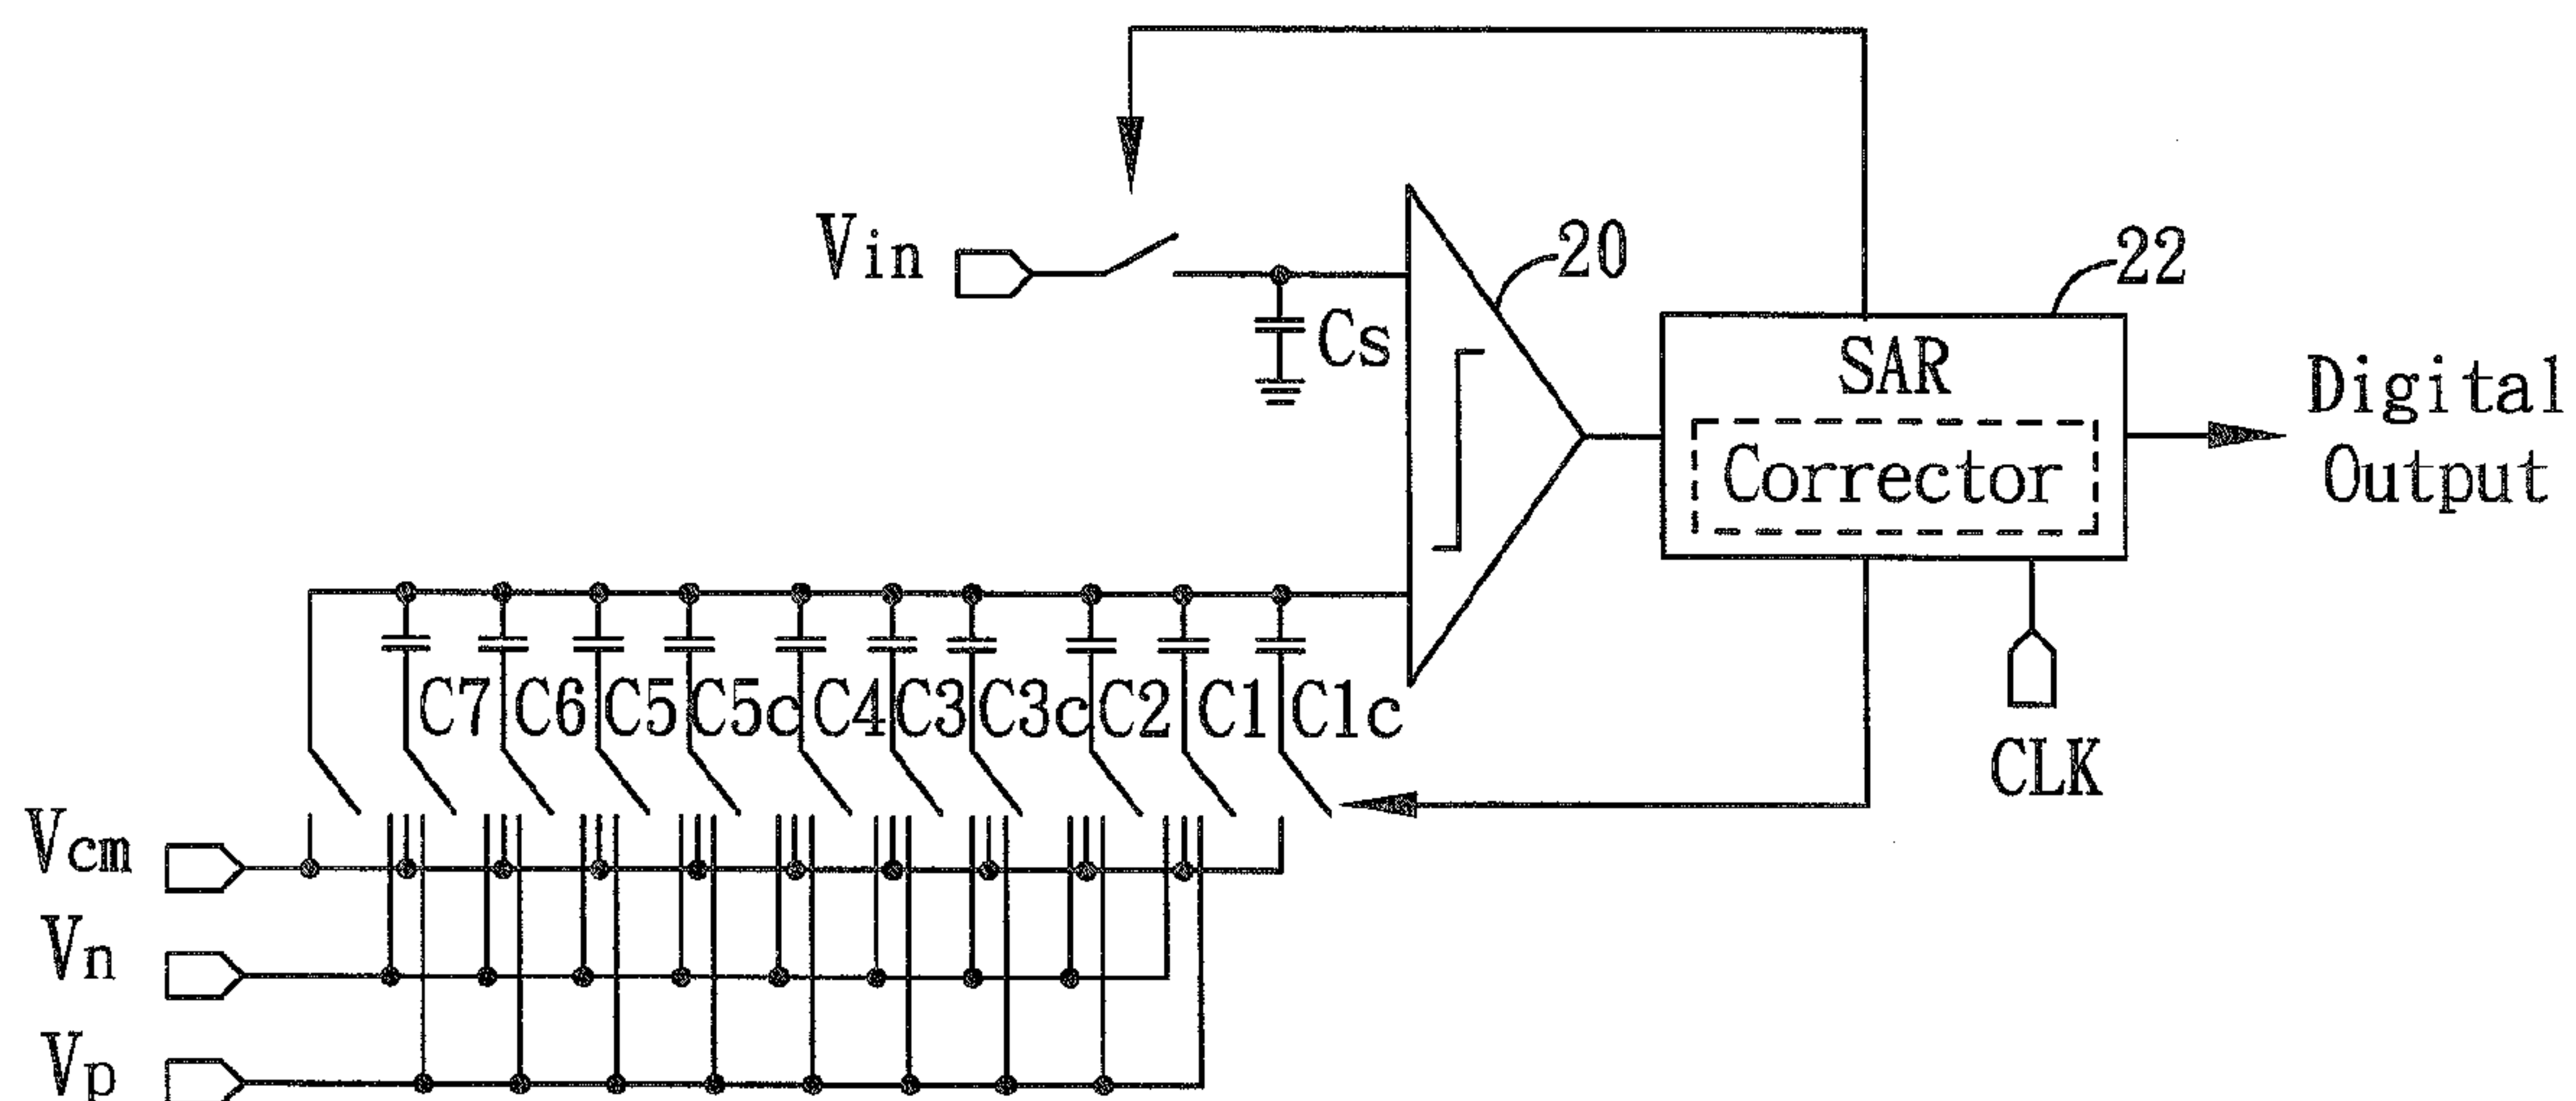 Vin
20
22
Cs
SAR
Corrector
Digital
Output
C7 C6 C5 C5c C4 C3 C3c C2 C1 C1c
CLK
Vcm
Vn
Vp